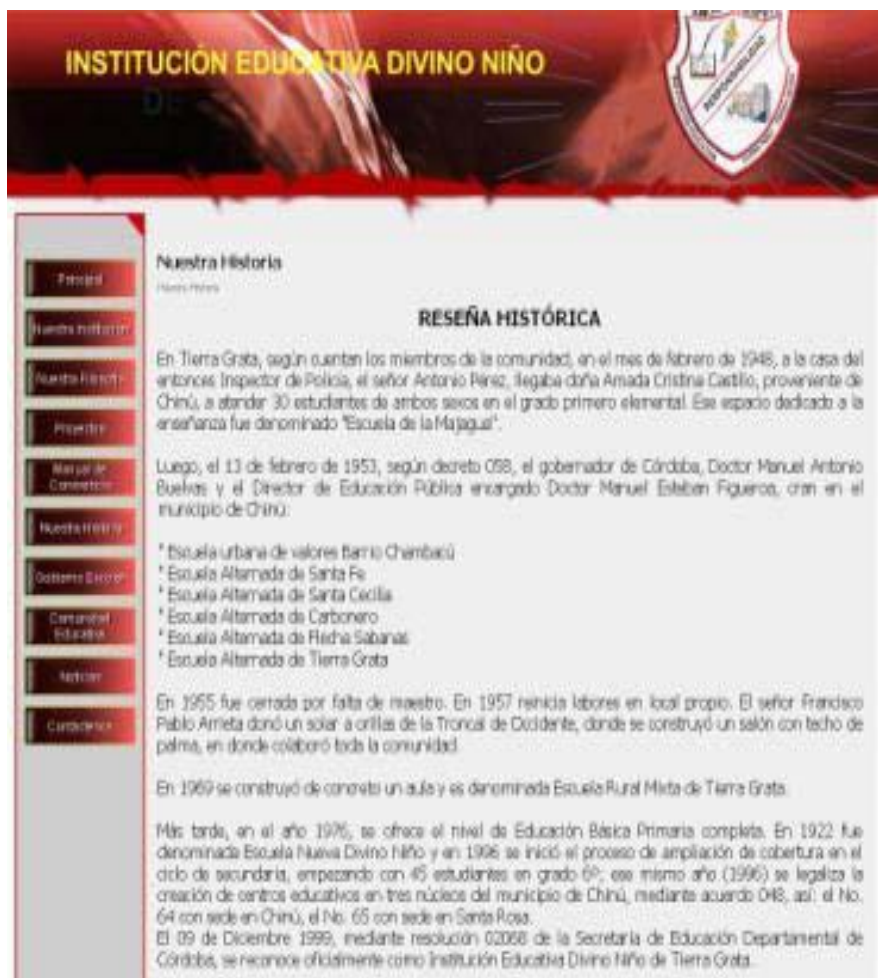 INSTITUCIÓN EDUCATIVA DIVINO NIÑO
DE
RESPONSABILIDAD
Principal
Nuestra Institución
Nuestra Filosofía
Proyectos
Manual de
Convivencia
Nuestra Historia
Gobierno Escolar
Comunidad
Educativa
Noticias
Nuestra Historia
Nuestra Historia
RESEÑA HISTÓRICA
En Tierra Grata, según cuentan los miembros de la comunidad, en el mes de febrero de 1948, a la casa del
entonces Inspector de Policía, el señor Antonio Pérez, llegaba doña Amada Cristina Castillo, proveniente de
Chinú, a atender 30 estudiantes de ambos sexos en el grado primero elemental. Ese espacio dedicado a la
enseñanza fue denominado "Escuela de la Majagua".
Luego, el 13 de febrero de 1953, según decreto 058, el gobernador de Córdoba, Doctor Manuel Antonio
Buelvas y el Director de Educación Pública encargado Doctor Manuel Esteban Figueroa, cran en el
municipio de Chinú:
* Escuela urbana de valores Barrio Chambacú
* Escuela Alternada de Santa Fe
* Escuela Alternada de Santa Cecilia
* Escuela Alternada de Carbonero
* Escuela Alternada de Flecha Sabanas
* Escuela Alternada de Tierra Grata
En 1955 fue cerrada por falta de maestro. En 1957 reinicia labores en local propio. El señor Francisco
Pablo Arrieta donó un solar a orillas de la Troncal de Occidente, donde se construyó un salón con techo de
palma, en donde colaboró toda la comunidad.
En 1969 se construyó de concreto un aula y es denominada Escuela Rural Mixta de Tierra Grata.
Más tarde, en el año 1976, se ofrece el nivel de Educación Básica Primaria completa. En 1922 fue
denominada Escuela Nueva Divino Niño y en 1996 se inició el proceso de ampliación de cobertura en el
ciclo de secundaria, empezando con 45 estudiantes en grado 6º; ese mismo año (1996) se legaliza la
creación de centros educativos en tres núcleos del municipio de Chinú, mediante acuerdo 048, así: el No.
64 con sede en Chinú, el No. 65 con sede en Santa Rosa.
El 09 de Diciembre 1999, mediante resolución 02068 de la Secretaría de Educación Departamental de
Córdoba, se reconoce oficialmente como Institución Educativa Divino Niño de Tierra Grata.